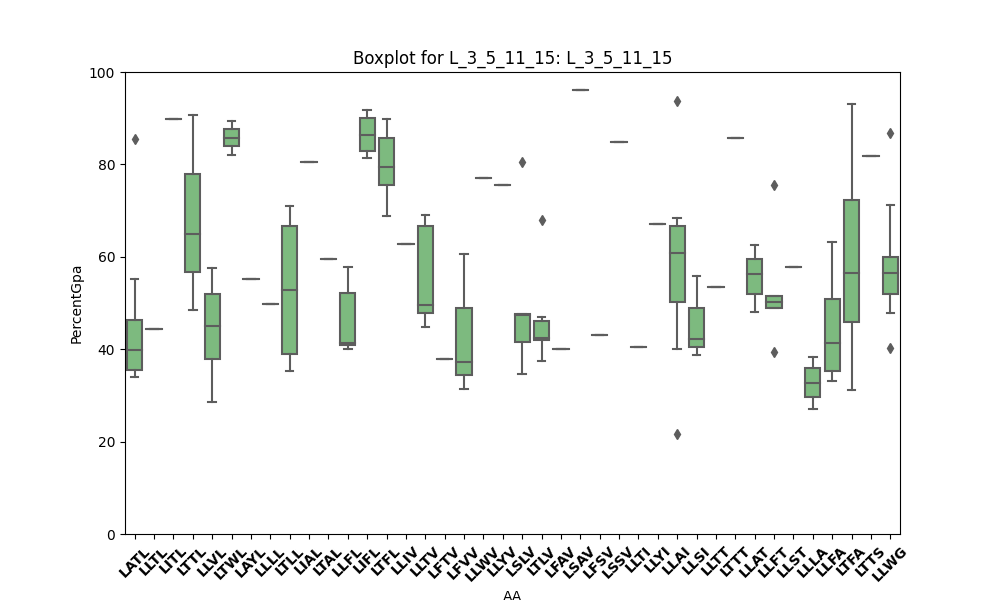 Boxplot for L_3_5_11_15: L_3_5_11_15
100
80
60
40
20
0
PercentGpa
LATL LLTL LITL LTTL LLVL LTWL LAYL LLLL LTLL LIAL LTAL LLFL LIFL LTFL LLIV LLTV LFTV LFVV LLWV LLYV LSLV LTLV LFAV LSAV LFSV LSSV LLTI LLYI LLAI LLSI LLTT LTTT LLAT LLFT LLST LLLA LLFA LTFA LTTS LLWG
AA